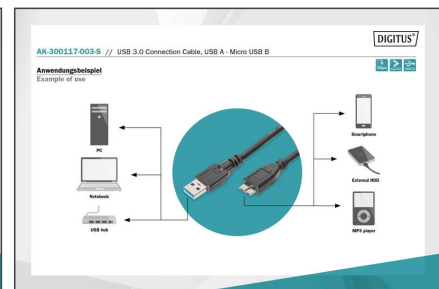 DIGITUS®
AK-300117-003-S // USB 3.0 Connection Cable, USB A - Micro USB B
Anwendungsbeispiel
Example of use
PC
Notebook
USB hub
Smartphone
External HDD
MP3 player